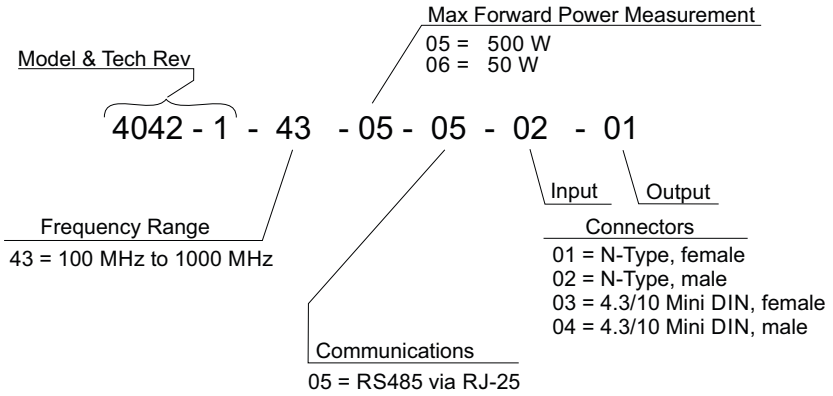 Max Forward Power Measurement
05 = 500 W
06 = 50 W
Model & Tech Rev
4042 - 1 - 43 - 05 - 05 - 02 - 01
Input
Output
Frequency Range
43 = 100 MHz to 1000 MHz
Connectors
01 = N-Type, female
02 = N-Type, male
03 = 4.3/10 Mini DIN, female
04 = 4.3/10 Mini DIN, male
Communications
05 = RS485 via RJ-25